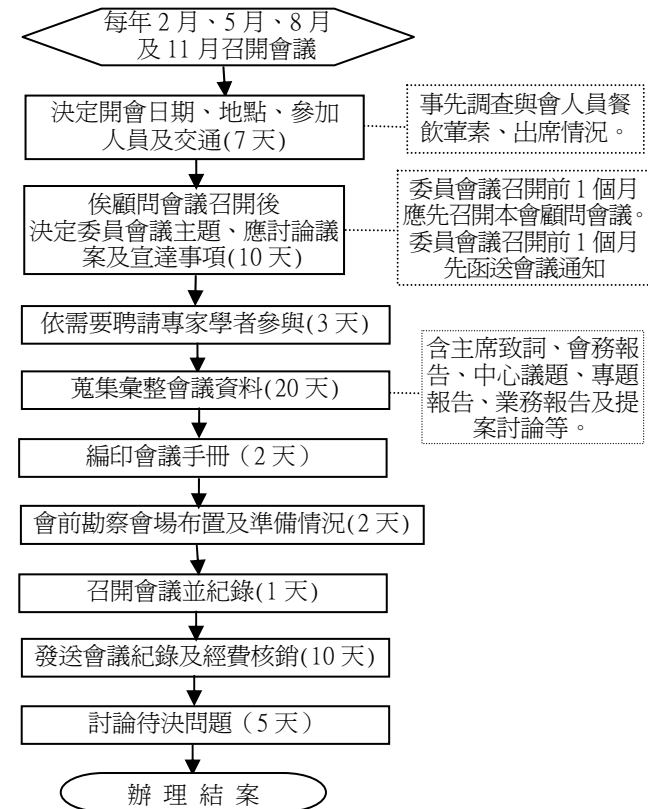 每年 2 月、5 月、8 月
及 11 月召開會議
決定開會日期、地點、參加
人員及交通(7 天)
事先調查與會人員餐
飲葷素、出席情況。
俟顧問會議召開後
決定委員會議主題、應討論議
案及宣達事項(10 天)
委員會議召開前 1 個月
應先召開本會顧問會議。
委員會議召開前 1 個月
先函送會議通知
依需要聘請專家學者參與(3 天)
蒐集彙整會議資料(20 天)
含主席致詞、會務報
告、中心議題、專題
報告、業務報告及提
案討論等。
編印會議手冊（2 天）
會前勘察會場布置及準備情況(2 天)
召開會議並紀錄(1 天)
發送會議紀錄及經費核銷(10 天)
討論待決問題（5 天）
辦 理 結 案